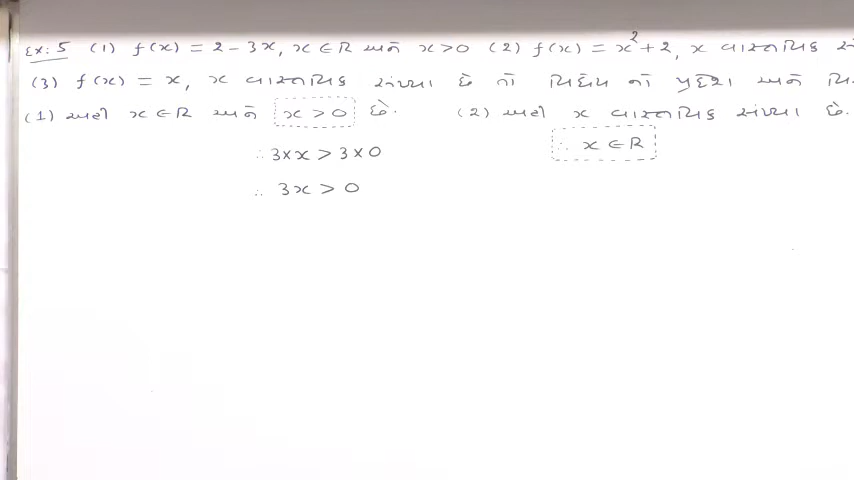 Ex: 5 (1) f(x) = 2 - 3x, x ∈ R અને x > 0 (2) f(x) = x² + 2, x વાસ્તવિક
(3) f(x) = x, x વાસ્તવિક સંખ્યા છે તો વિધેય નો પ્રદેશ અને
(1) અહીં x ∈ R અને x > 0 છે. (2) અહીં x વાસ્તવિક સંખ્યા છે.
∴ 3 × x > 3 × 0 ∴ x ∈ R
∴ 3x > 0